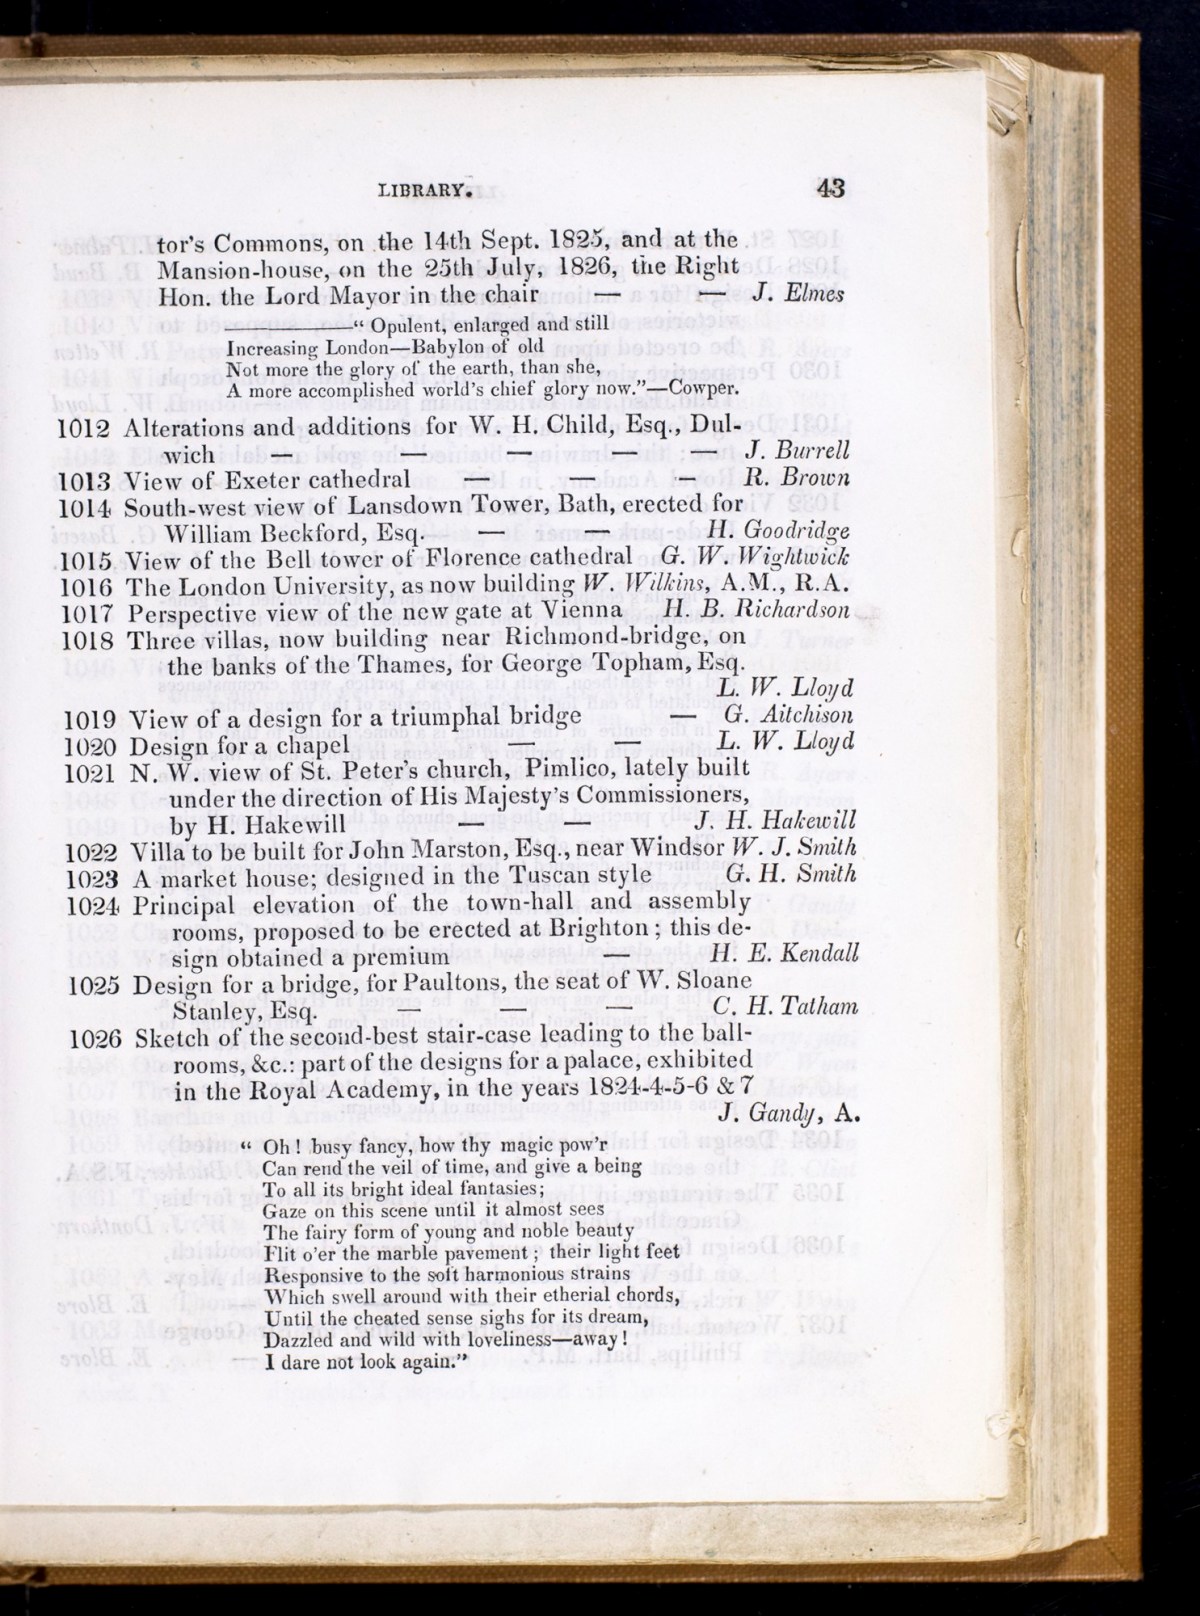 LIBRARY. 43
tor's Commons, on the 14th Sept. 1825, and at the
Mansion-house, on the 25th July, 1826, the Right
Hon. the Lord Mayor in the chair — — J. Elmes
————"Opulent, enlarged and still
Increasing London—Babylon of old
Not more the glory of the earth, than she,
A more accomplished world's chief glory now."—Cowper.
1012 Alterations and additions for W. H. Child, Esq., Dul-
wich — — — — — J. Burrell
1013 View of Exeter cathedral — — — R. Brown
1014 South-west view of Lansdown Tower, Bath, erected for
William Beckford, Esq. — — H. Goodridge
1015 View of the Bell tower of Florence cathedral G. W. Wightwick
1016 The London University, as now building W. Wilkins, A.M., R.A.
1017 Perspective view of the new gate at Vienna H. B. Richardson
1018 Three villas, now building near Richmond-bridge, on
the banks of the Thames, for George Topham, Esq.
L. W. Lloyd
1019 View of a design for a triumphal bridge — G. Aitchison
1020 Design for a chapel — — L. W. Lloyd
1021 N. W. view of St. Peter's church, Pimlico, lately built
under the direction of His Majesty's Commissioners,
by H. Hakewill — — J. H. Hakewill
1022 Villa to be built for John Marston, Esq., near Windsor W. J. Smith
1023 A market house; designed in the Tuscan style G. H. Smith
1024 Principal elevation of the town-hall and assembly
rooms, proposed to be erected at Brighton; this de-
sign obtained a premium — H. E. Kendall
1025 Design for a bridge, for Paultons, the seat of W. Sloane
Stanley, Esq. — — — C. H. Tatham
1026 Sketch of the second-best stair-case leading to the ball-
rooms, &c.: part of the designs for a palace, exhibited
in the Royal Academy, in the years 1824-4-5-6 & 7
J. Gandy, A.
"Oh! busy fancy, how thy magic pow'r
Can rend the veil of time, and give a being
To all its bright ideal fantasies;
Gaze on this scene until it almost sees
The fairy form of young and noble beauty
Flit o'er the marble pavement; their light feet
Responsive to the soft harmonious strains
Which swell around with their etherial chords,
Until the cheated sense sighs for its dream,
Dazzled and wild with loveliness—away!
I dare not look again."